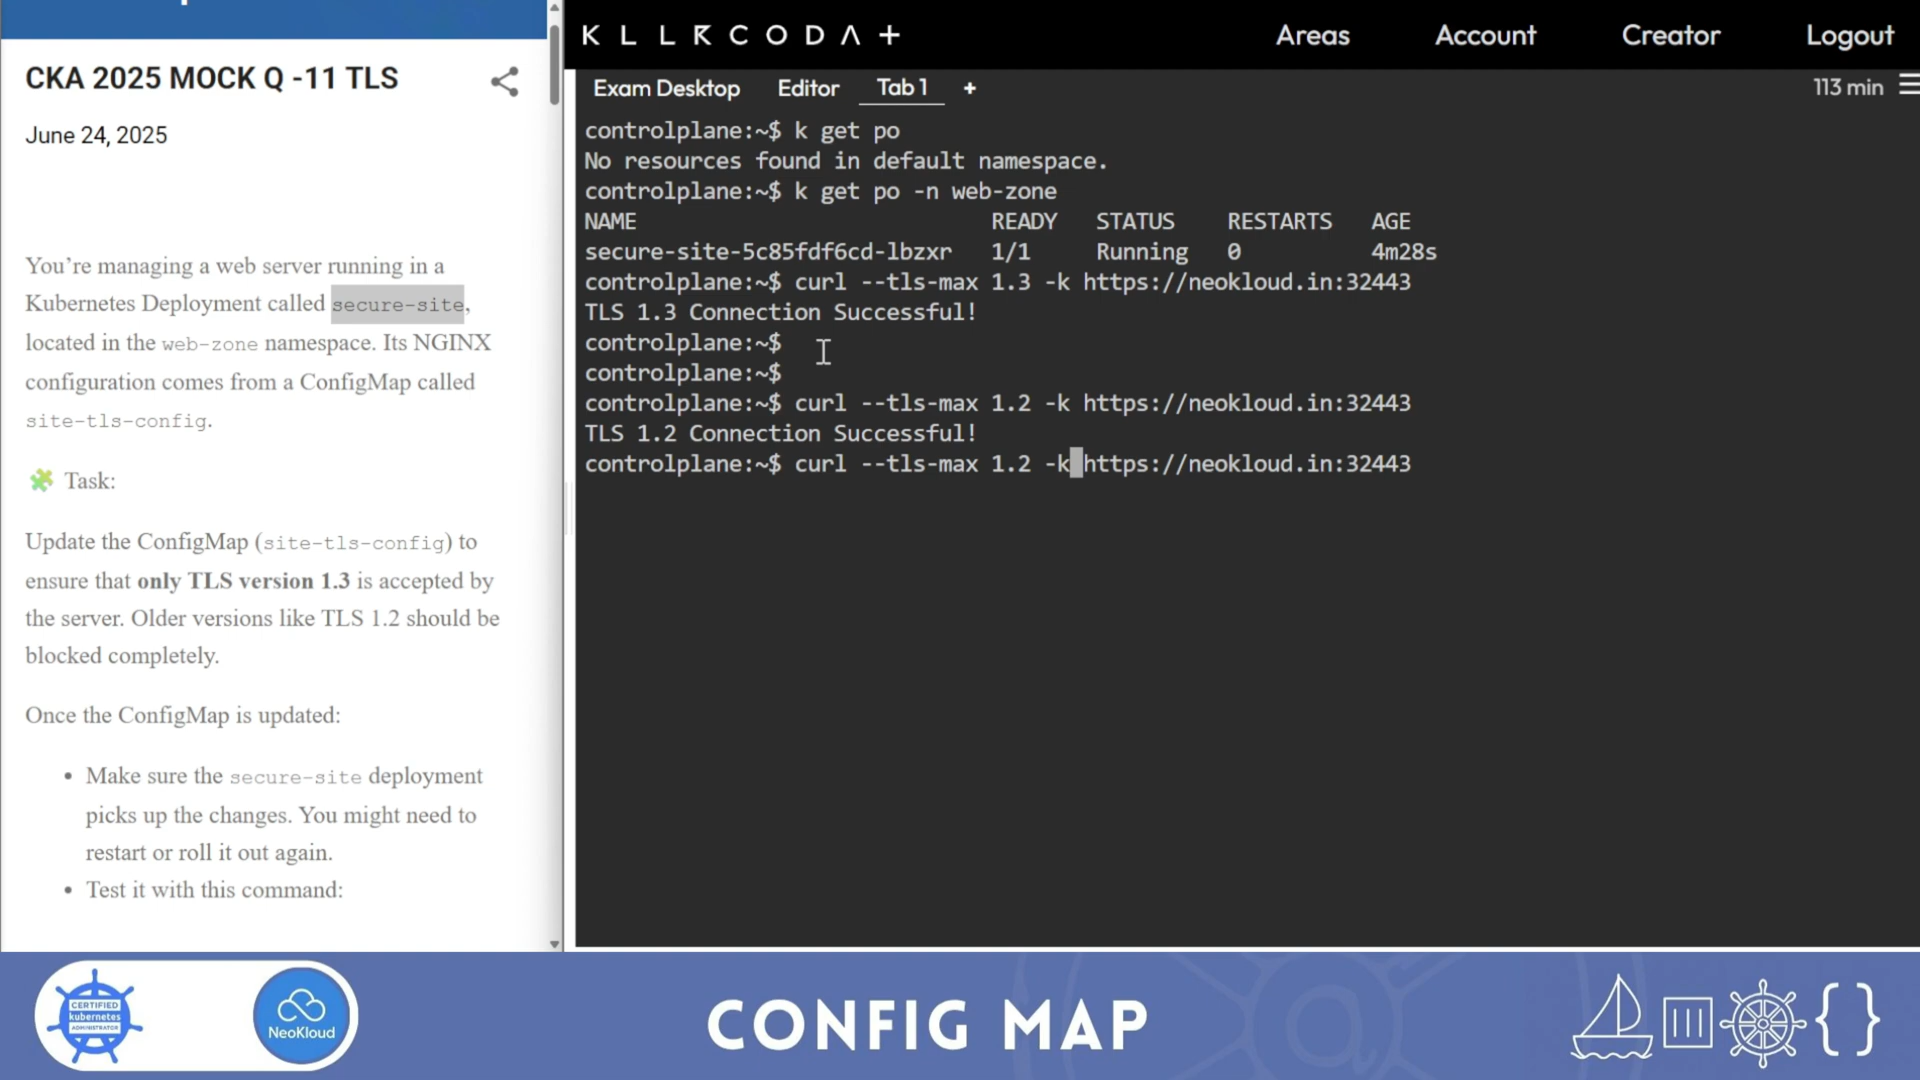 CKA 2025 MOCK Q -11 TLS
June 24, 2025
You’re managing a web server running in a
Kubernetes Deployment called secure-site,
located in the web-zone namespace. Its NGINX
configuration comes from a ConfigMap called
site-tls-config.
🧩 Task:
Update the ConfigMap (site-tls-config) to
ensure that only TLS version 1.3 is accepted by
the server. Older versions like TLS 1.2 should be
blocked completely.
Once the ConfigMap is updated:
• Make sure the secure-site deployment
picks up the changes. You might need to
restart or roll it out again.
• Test it with this command:
KLLRCODA+
Areas Account Creator Logout
Exam Desktop Editor Tab 1 + 113 min
controlplane:~$ k get po
No resources found in default namespace.
controlplane:~$ k get po -n web-zone
NAME READY STATUS RESTARTS AGE
secure-site-5c85fdf6cd-lbzxr 1/1 Running 0 4m28s
controlplane:~$ curl --tls-max 1.3 -k https://neokloud.in:32443
TLS 1.3 Connection Successful!
controlplane:~$
controlplane:~$
controlplane:~$ curl --tls-max 1.2 -k https://neokloud.in:32443
TLS 1.2 Connection Successful!
controlplane:~$ curl --tls-max 1.2 -k https://neokloud.in:32443
CERTIFIED
kubernetes
ADMINISTRATOR
NeoKloud
CONFIG MAP